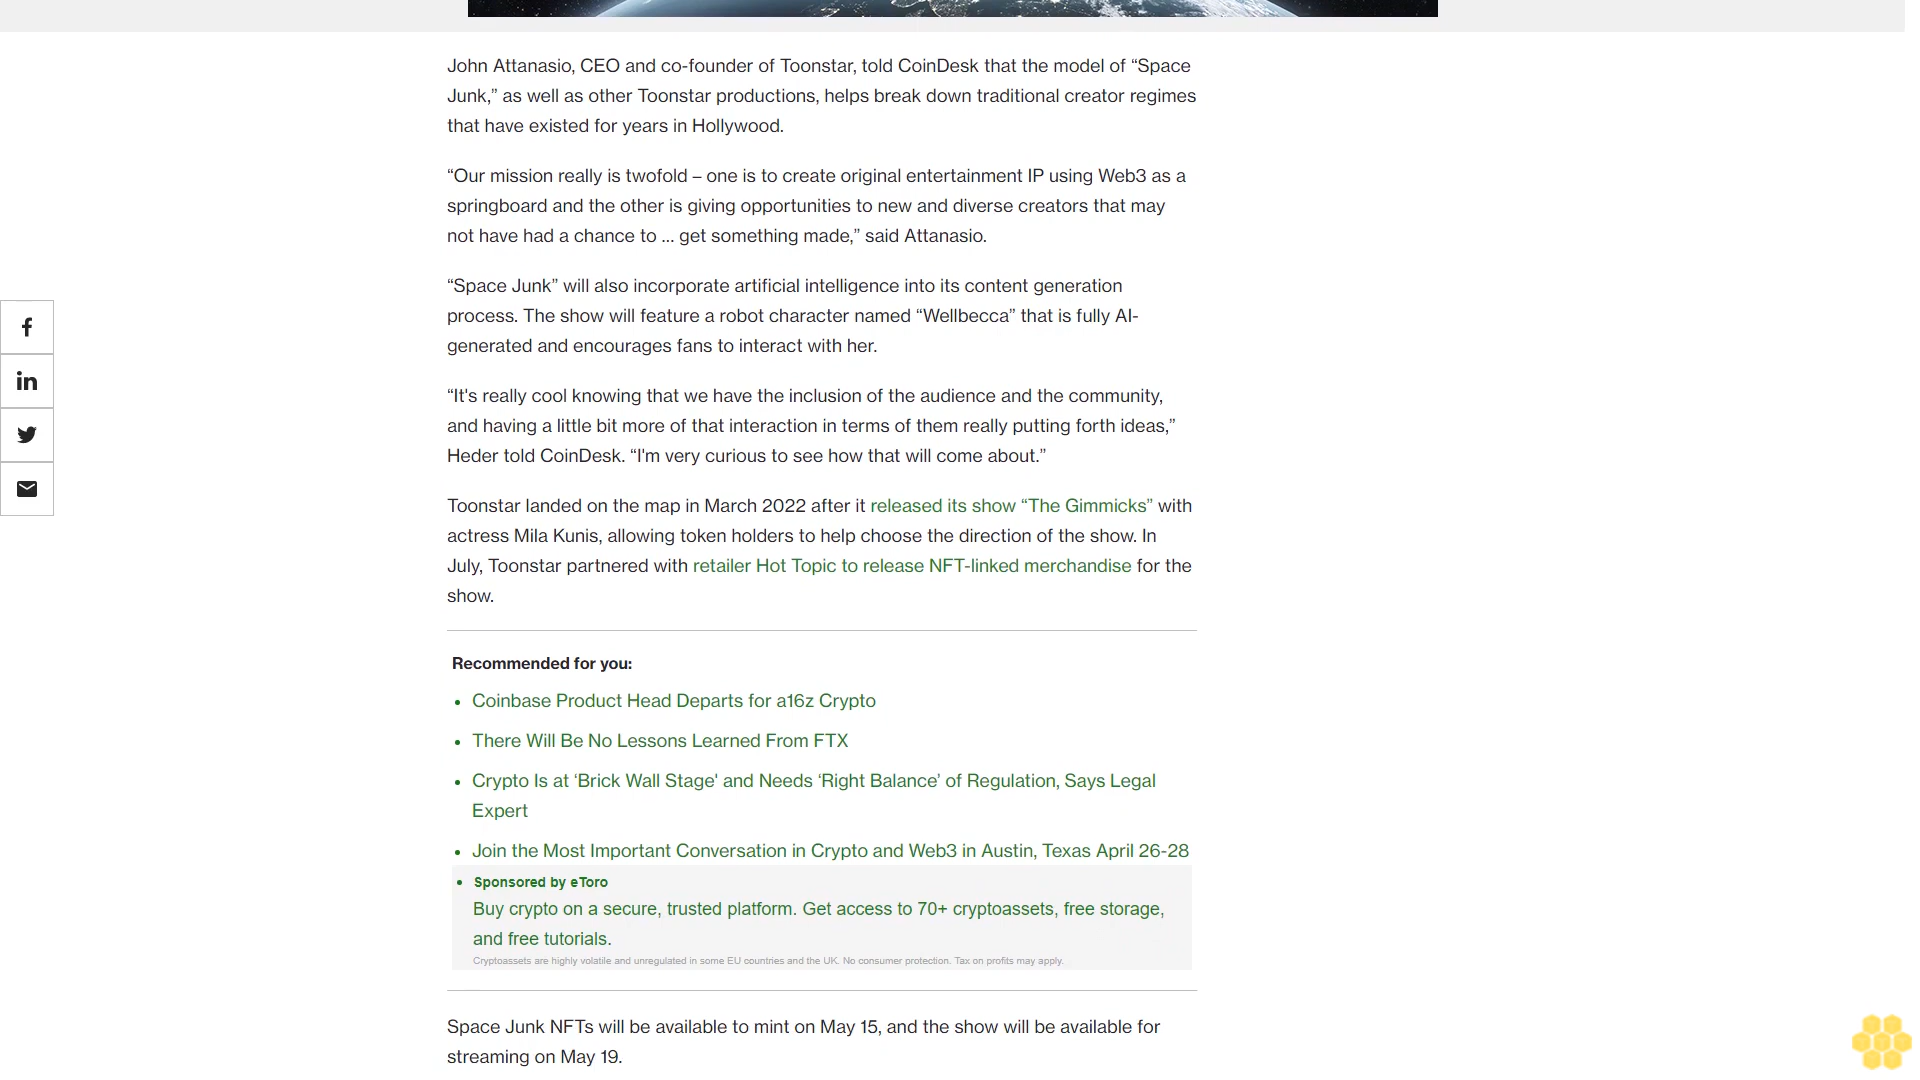 John Attanasio, CEO and co-founder of Toonstar, told CoinDesk that the model of “Space
Junk,” as well as other Toonstar productions, helps break down traditional creator regimes
that have existed for years in Hollywood.
“Our mission really is twofold – one is to create original entertainment IP using Web3 as a
springboard and the other is giving opportunities to new and diverse creators that may
not have had a chance to ... get something made,” said Attanasio.
“Space Junk” will also incorporate artificial intelligence into its content generation
process. The show will feature a robot character named “Wellbecca” that is fully AI-
generated and encourages fans to interact with her.
“It's really cool knowing that we have the inclusion of the audience and the community,
and having a little bit more of that interaction in terms of them really putting forth ideas,”
Heder told CoinDesk. “I'm very curious to see how that will come about.”
Toonstar landed on the map in March 2022 after it released its show “The Gimmicks” with
actress Mila Kunis, allowing token holders to help choose the direction of the show. In
July, Toonstar partnered with retailer Hot Topic to release NFT-linked merchandise for the
show.
Recommended for you:
• Coinbase Product Head Departs for a16z Crypto
• There Will Be No Lessons Learned From FTX
• Crypto Is at ‘Brick Wall Stage' and Needs ‘Right Balance’ of Regulation, Says Legal
Expert
• Join the Most Important Conversation in Crypto and Web3 in Austin, Texas April 26-28
• Sponsored by eToro
Buy crypto on a secure, trusted platform. Get access to 70+ cryptoassets, free storage,
and free tutorials.
Cryptoassets are highly volatile and unregulated in some EU countries and the UK. No consumer protection. Tax on profits may apply.
Space Junk NFTs will be available to mint on May 15, and the show will be available for
streaming on May 19.